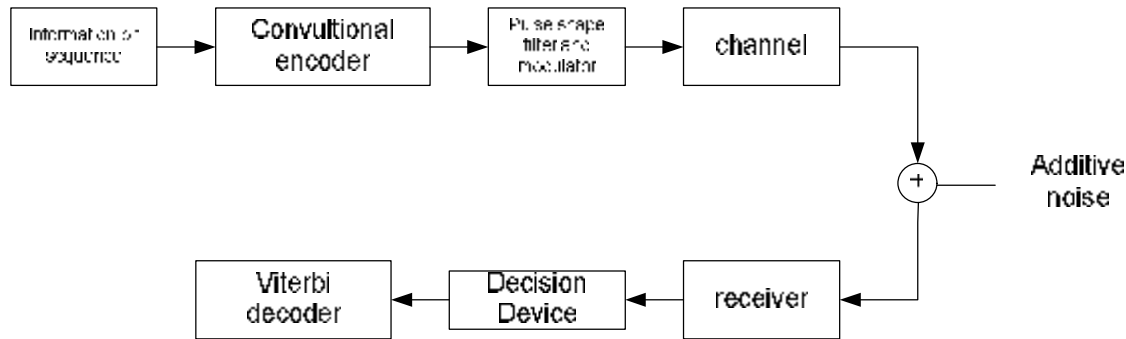 Information
sequence
Convultional
encoder
Pulse shape
filter and
modulator
channel
+
Additive
noise
Viterbi
decoder
Decision
Device
receiver